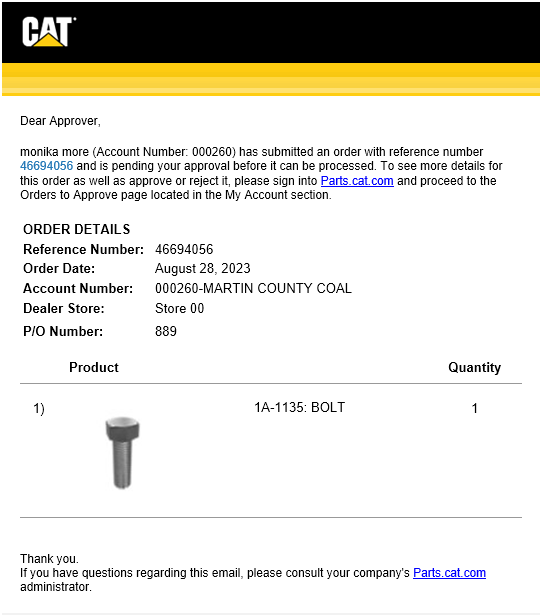 CAT
Dear Approver,
monika more (Account Number: 000260) has submitted an order with reference number
46694056 and is pending your approval before it can be processed. To see more details for
this order as well as approve or reject it, please sign into Parts.cat.com and proceed to the
Orders to Approve page located in the My Account section.
ORDER DETAILS
Reference Number: 46694056
Order Date: August 28, 2023
Account Number: 000260-MARTIN COUNTY COAL
Dealer Store: Store 00
P/O Number: 889
Product Quantity
1) 1A-1135: BOLT 1
Thank you.
If you have questions regarding this email, please consult your company's Parts.cat.com
administrator.